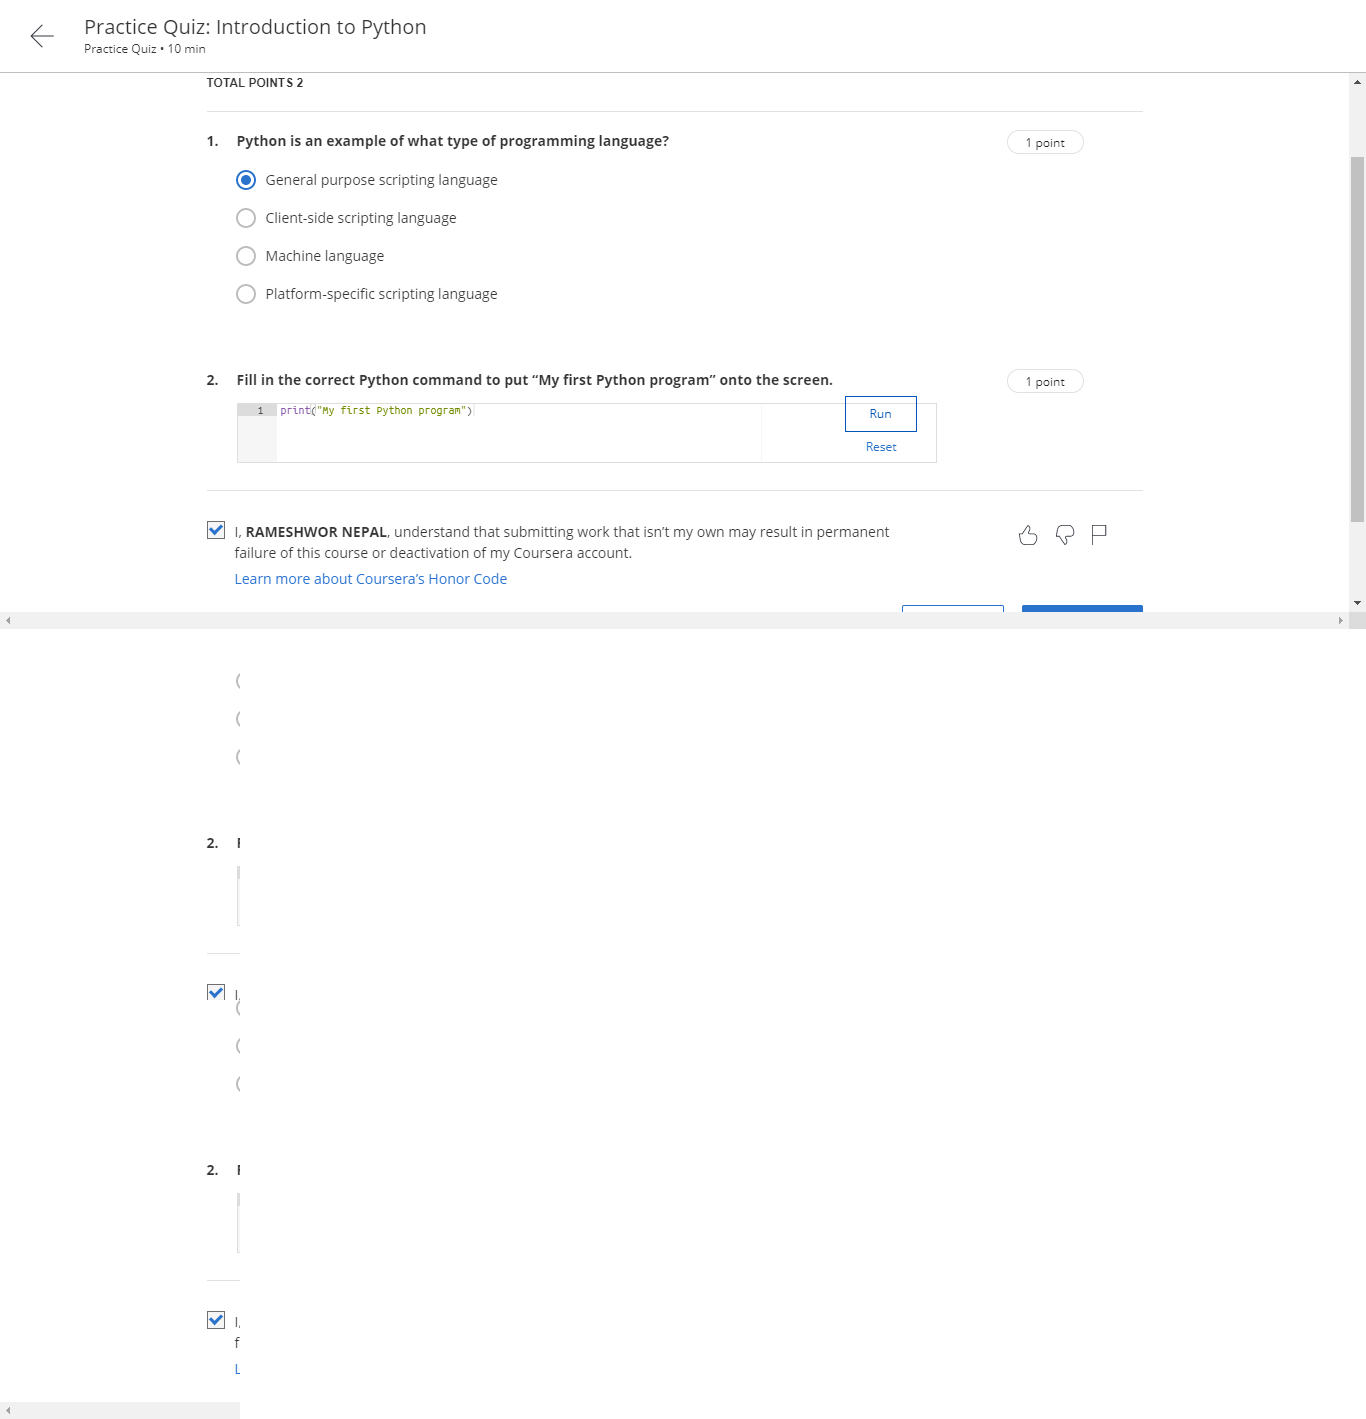 Practice Quiz: Introduction to Python
Practice Quiz • 10 min
TOTAL POINTS 2
1. Python is an example of what type of programming language?
1 point
General purpose scripting language
Client-side scripting language
Machine language
Platform-specific scripting language
2. Fill in the correct Python command to put “My first Python program” onto the screen.
1 point
1 print("My first Python program")
Run
Reset
I, RAMESHWOR NEPAL, understand that submitting work that isn’t my own may result in permanent
failure of this course or deactivation of my Coursera account.
Learn more about Coursera’s Honor Code
2.
I,
2.
I,
f
L